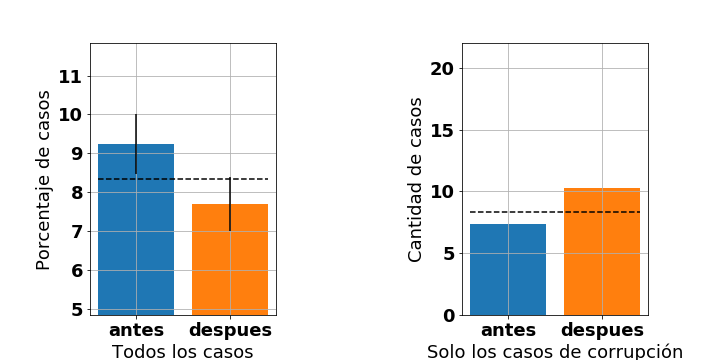 Porcentaje de casos
11
10
9
8
7
6
5
antes despues
Todos los casos
Cantidad de casos
20
15
10
5
0
antes despues
Solo los casos de corrupción